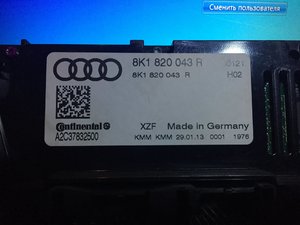 Сменить пользователя
8K1 820 043 R
0121
8K1 820 043 R
H02
Continental
A2C37832500
XZF Made in Germany
KMM KMM 29.01.13 0001 1976